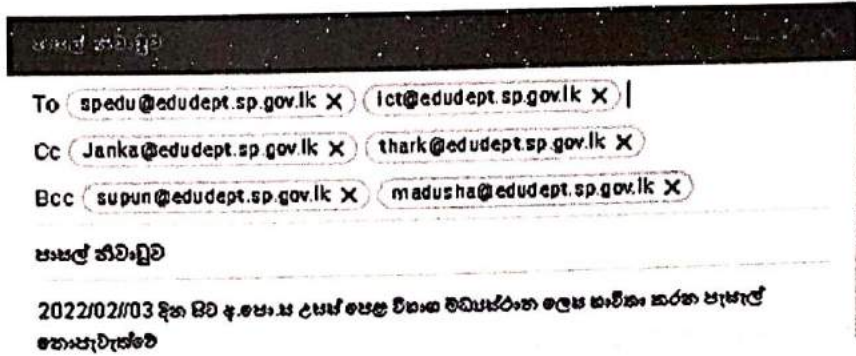 පාසල් නිවාඩුව
To spedu@edudept.sp.gov.lk X ict@edudept.sp.gov.lk X
Cc Janka@edudept.sp.gov.lk X thark@edudept.sp.gov.lk X
Bcc supun@edudept.sp.gov.lk X madusha@edudept.sp.gov.lk X
පාසල් නිවාඩුව
2022/02//03 දින සිට අ.පො.ස උසස් පෙළ විභාග මධ්‍යස්ථාන ලෙස භාවිතා කරන පැසැල්
නොපැවැත්වේ